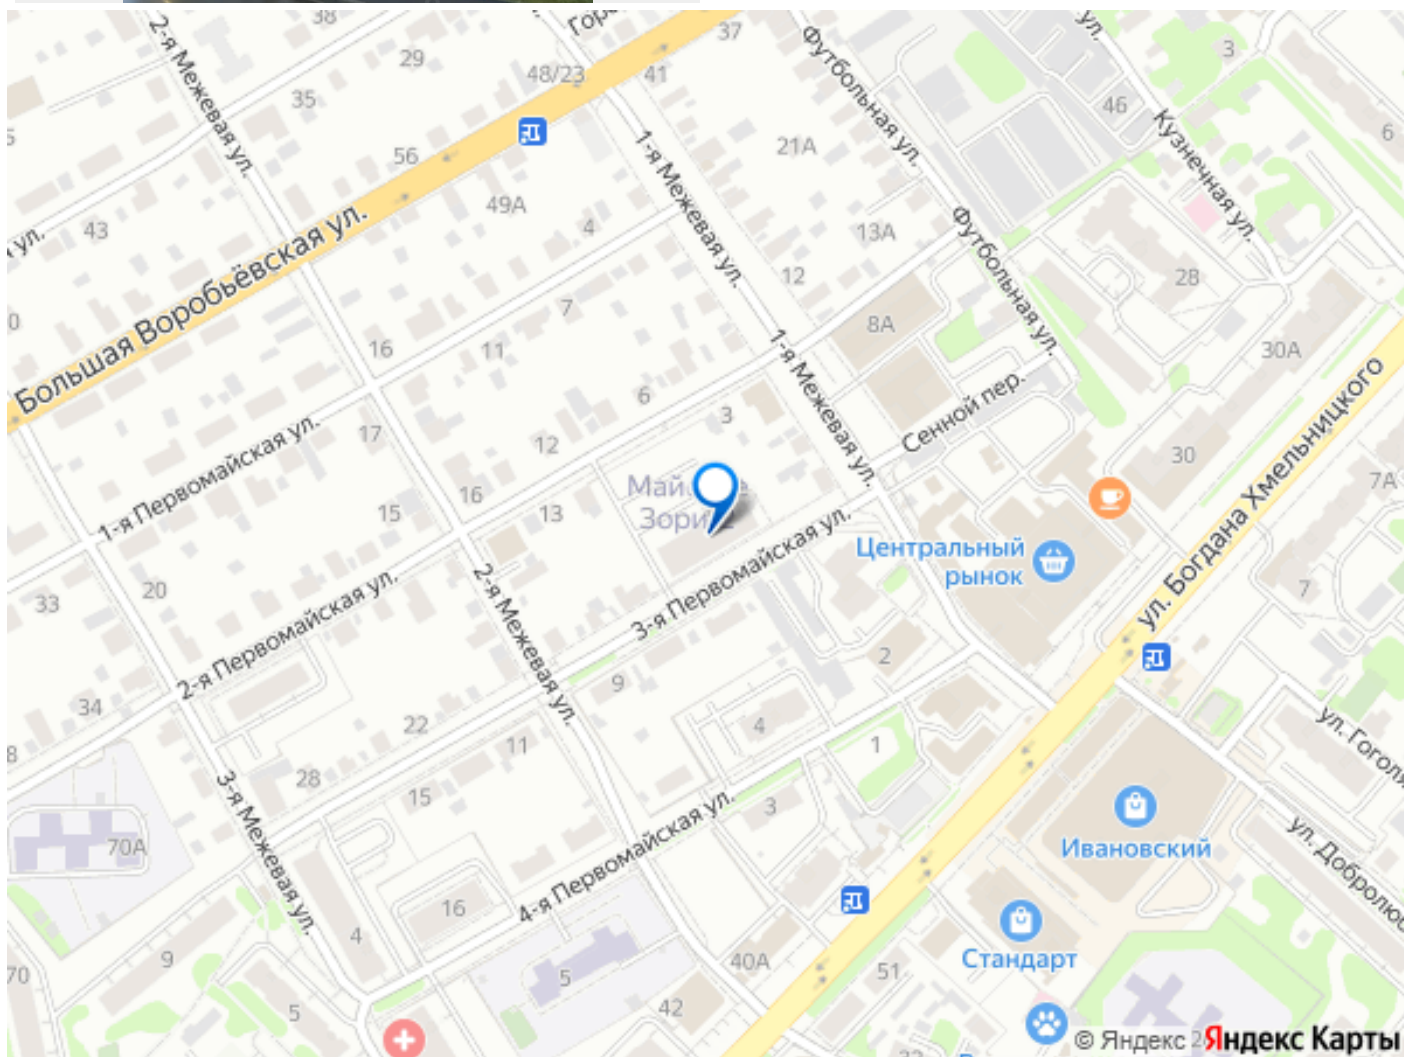 38
Гор
37
2-я Межевая ул.
29
48/23
41
Футбольная ул.
ул.
3
35
46
6
56
21А
1-я Межевая ул.
Кузнечная ул.
43
ул.
49А
4
13А
Футбольная ул.
Большая Воробьёвская ул.
12
28
7
8А
16
11
1-я Межевая ул.
30А
6
3
Сенной пер.
17
12
1-я Первомайская ул.
30
7А
16
15
13
Центральный
рынок
ул. Богдана Хмельницкого
20
33
7
2-я Первомайская ул.
2-я Межевая ул.
3-я Первомайская ул.
2
9
34
22
4
1
11
ул. Гоголя
28
15
3
3-я Межевая ул.
Ивановский
70А
4-я Первомайская ул.
ул. Добролюб
16
4
9
40А
51
Стандарт
70
5
5
42
© Яндекс
Яндекс Карты